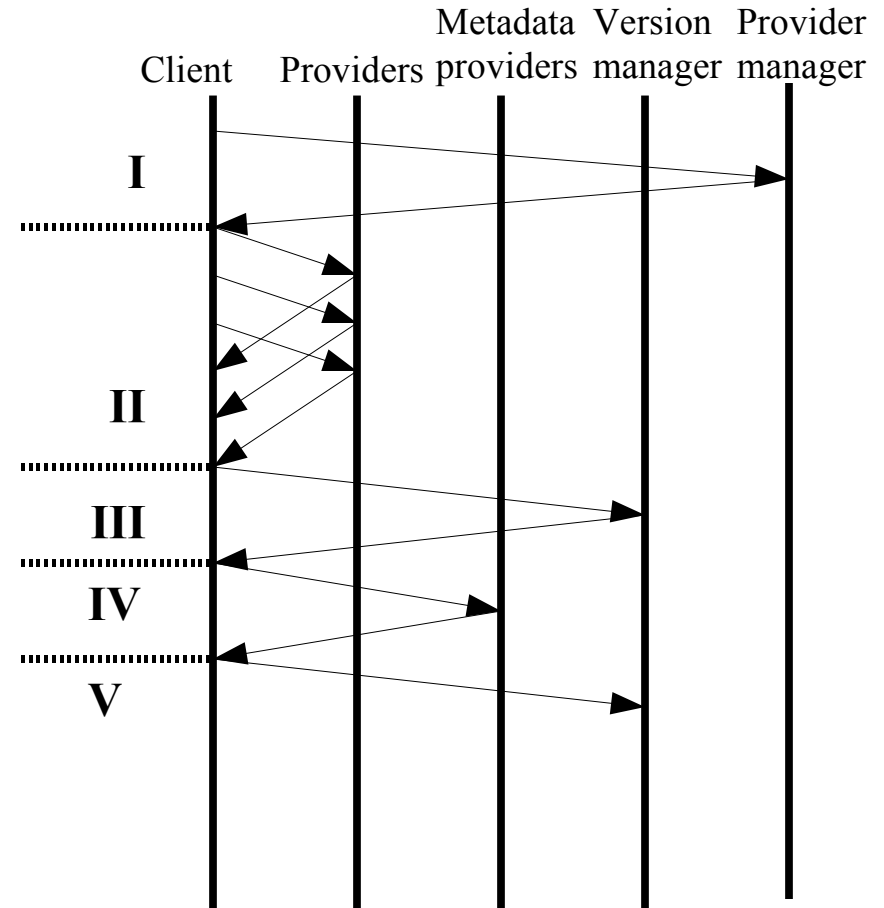 Metadata Version Provider
Client Providers providers manager manager
I
II
III
IV
V